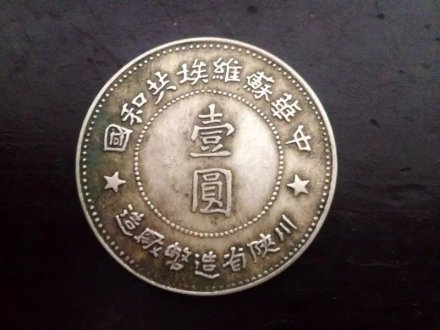 中華蘇維埃共和國
壹圓
川陝省造幣廠造